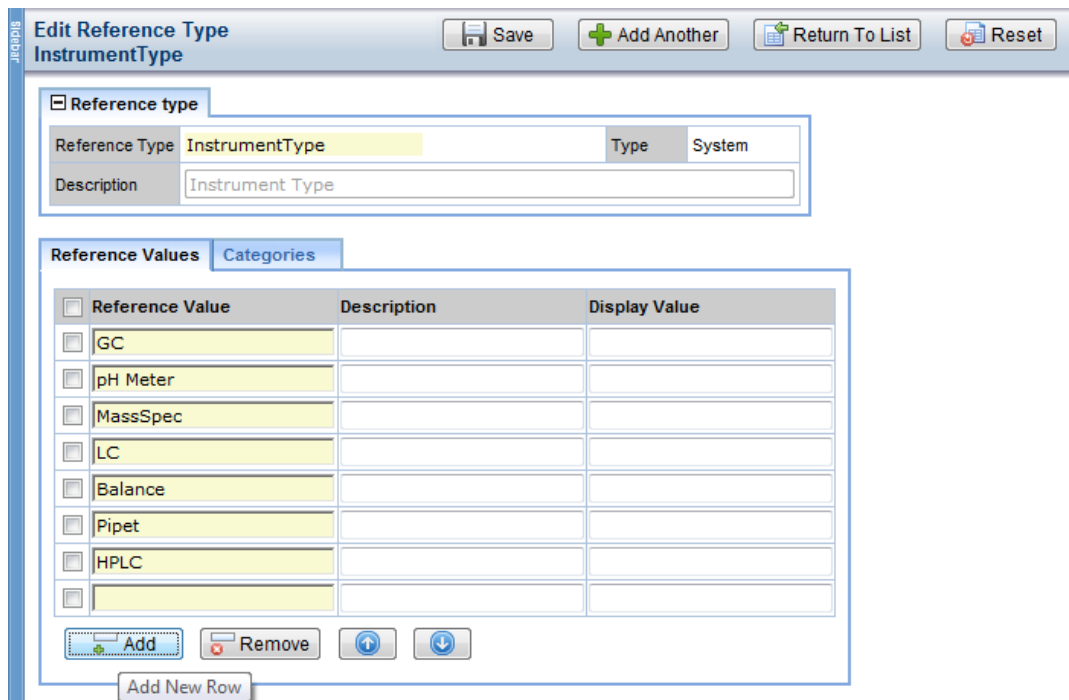 Sidebar
Edit Reference Type
InstrumentType
Save
Add Another
Return To List
Reset
Reference type
Reference Type InstrumentType Type System
Description Instrument Type
Reference Values Categories
Reference Value Description Display Value
GC
pH Meter
MassSpec
LC
Balance
Pipet
HPLC
Add Remove
Add New Row